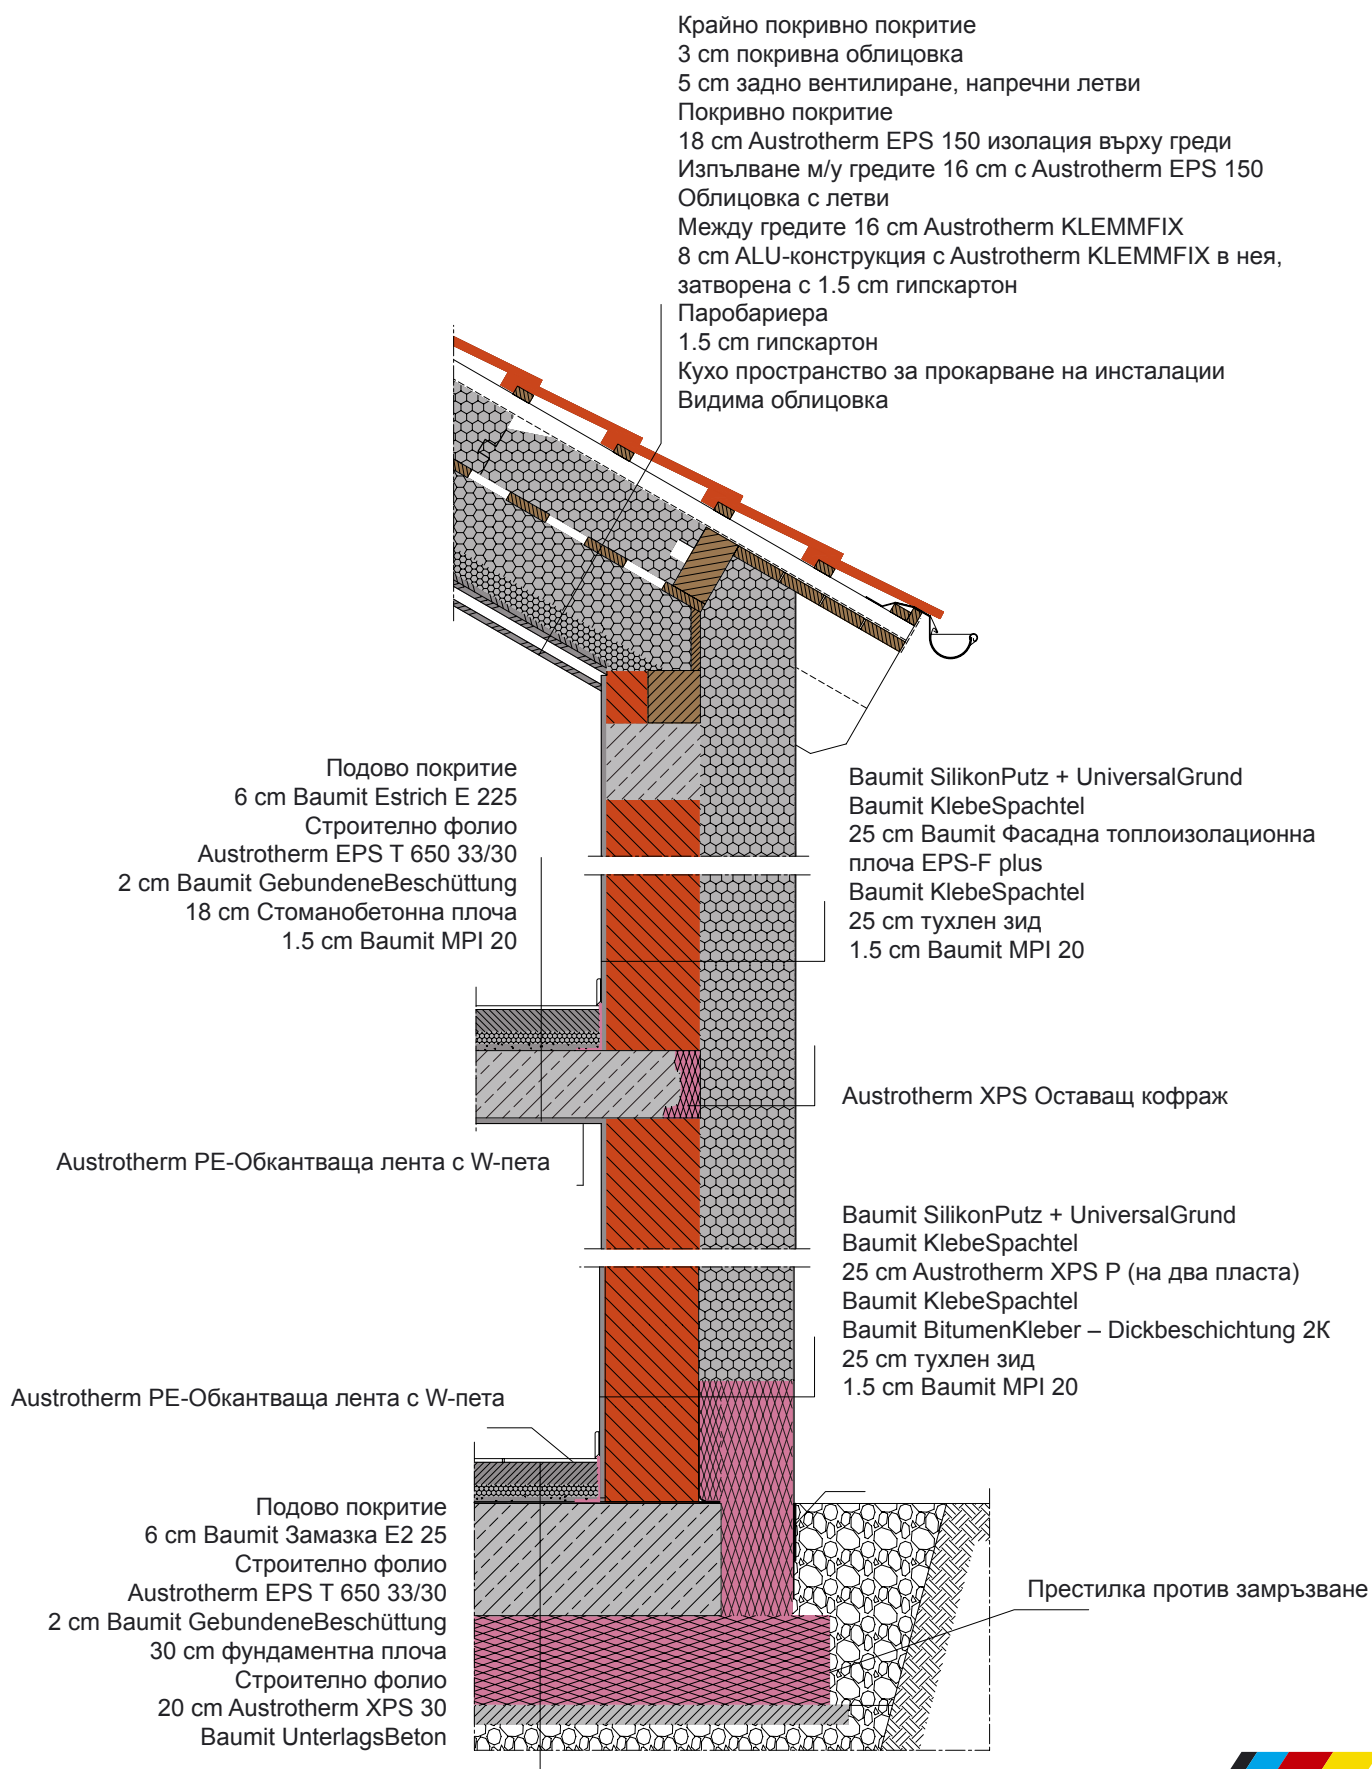 Крайно покривно покритие
3 cm покривна облицовка
5 cm задно вентилиране, напречни летви
Покривно покритие
18 cm Austrotherm EPS 150 изолация върху греди
Изпълване м/у гредите 16 cm с Austrotherm EPS 150
Облицовка с летви
Между гредите 16 cm Austrotherm KLEMMFIX
8 cm ALU-конструкция с Austrotherm KLEMMFIX в нея,
затворена с 1.5 cm гипскартон
Паробариера
1.5 cm гипскартон
Кухо пространство за прокарване на инсталации
Видима облицовка
Подово покритие
6 cm Baumit Estrich E 225
Строително фолио
Austrotherm EPS T 650 33/30
2 cm Baumit GebundeneBeschüttung
18 cm Стоманобетонна плоча
1.5 cm Baumit MPI 20
Baumit SilikonPutz + UniversalGrund
Baumit KlebeSpachtel
25 cm Baumit Фасадна топлоизолационна
плоча EPS-F plus
Baumit KlebeSpachtel
25 cm тухлен зид
1.5 cm Baumit MPI 20
Austrotherm XPS Оставащ кофраж
Austrotherm PE-Обкантваща лента с W-пета
Baumit SilikonPutz + UniversalGrund
Baumit KlebeSpachtel
25 cm Austrotherm XPS P (на два пласта)
Baumit KlebeSpachtel
Baumit BitumenKleber – Dickbeschichtung 2К
25 cm тухлен зид
1.5 cm Baumit MPI 20
Austrotherm PE-Обкантваща лента с W-пета
Подово покритие
6 cm Baumit Замазка E2 25
Строително фолио
Austrotherm EPS T 650 33/30
2 cm Baumit GebundeneBeschüttung
30 cm фундаментна плоча
Строително фолио
20 cm Austrotherm XPS 30
Baumit UnterlagsBeton
Престилка против замръзване